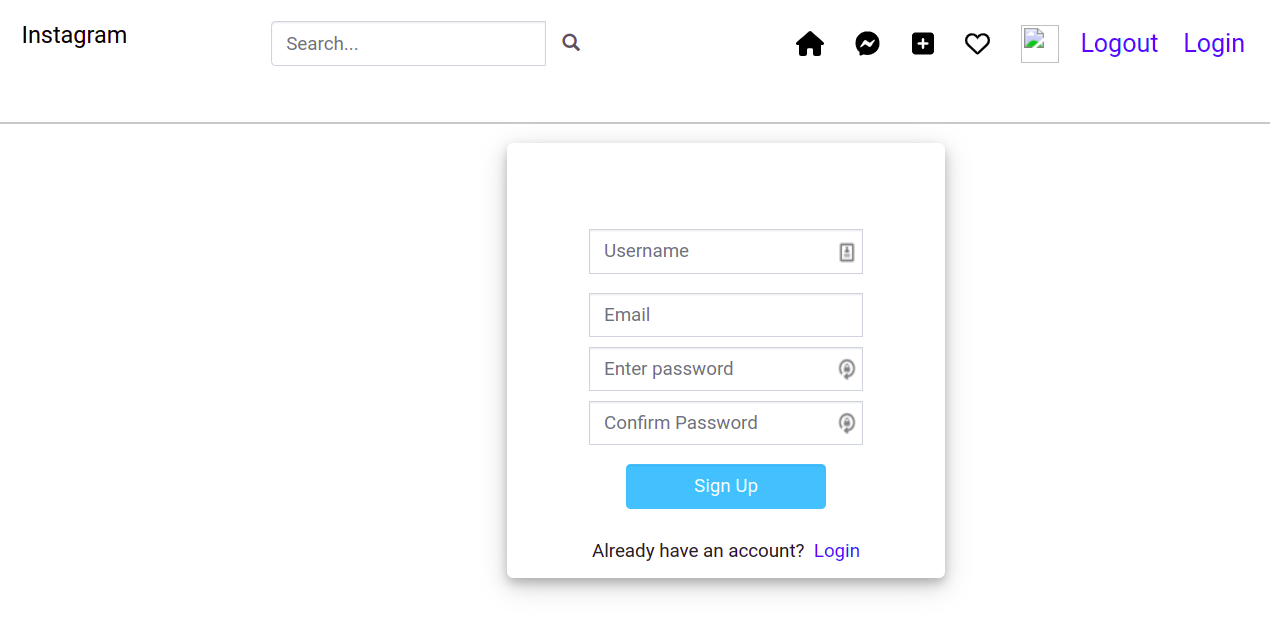 Instagram
Search...
Logout
Login
Username
Email
Enter password
Confirm Password
Sign Up
Already have an account? Login